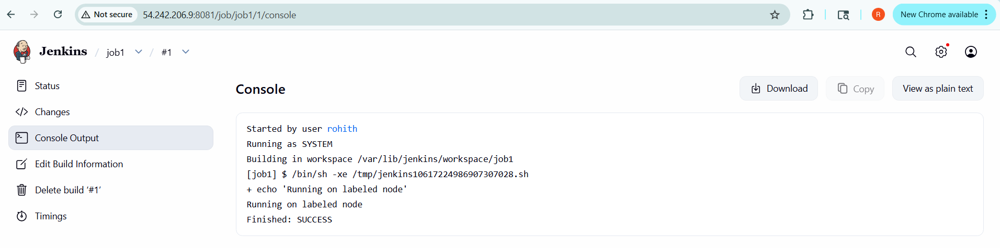 Not secure 54.242.206.9:8081/job/job1/1/console R New Chrome available
Jenkins / job1 / #1
Status
Changes
Console Output
Edit Build Information
Delete build ‘#1’
Timings
Console
Download Copy View as plain text
Started by user rohith
Running as SYSTEM
Building in workspace /var/lib/jenkins/workspace/job1
[job1] $ /bin/sh -xe /tmp/jenkins10617224986907307028.sh
+ echo 'Running on labeled node'
Running on labeled node
Finished: SUCCESS